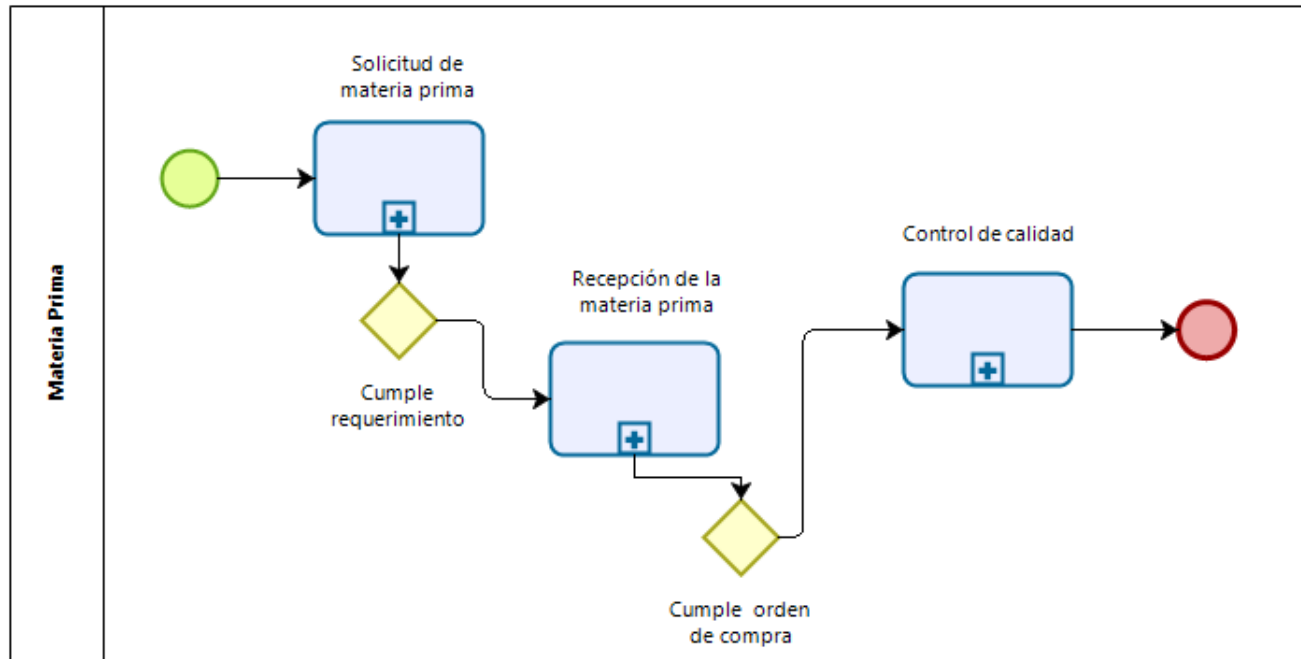 Materia Prima
Solicitud de
materia prima
Cumple
requerimiento
Recepción de la
materia prima
Cumple orden
de compra
Control de calidad